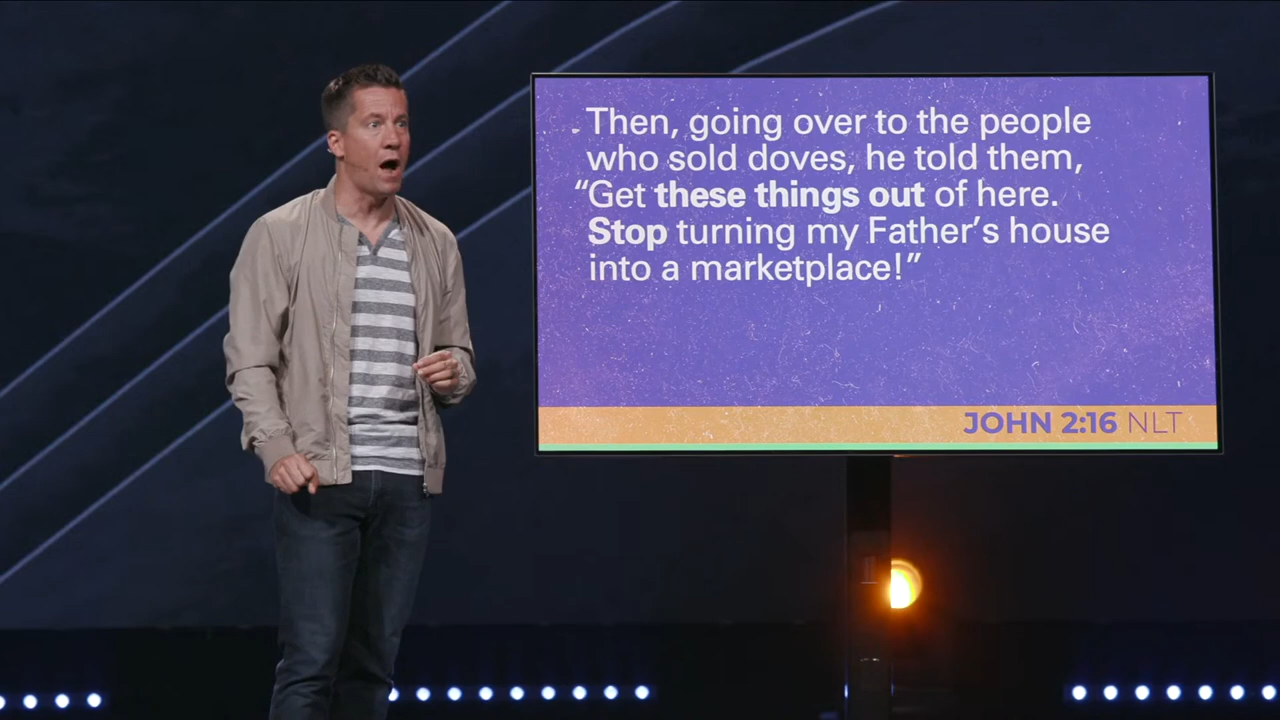 Then, going over to the people
who sold doves, he told them,
“Get these things out of here.
Stop turning my Father’s house
into a marketplace!”
JOHN 2:16 NLT